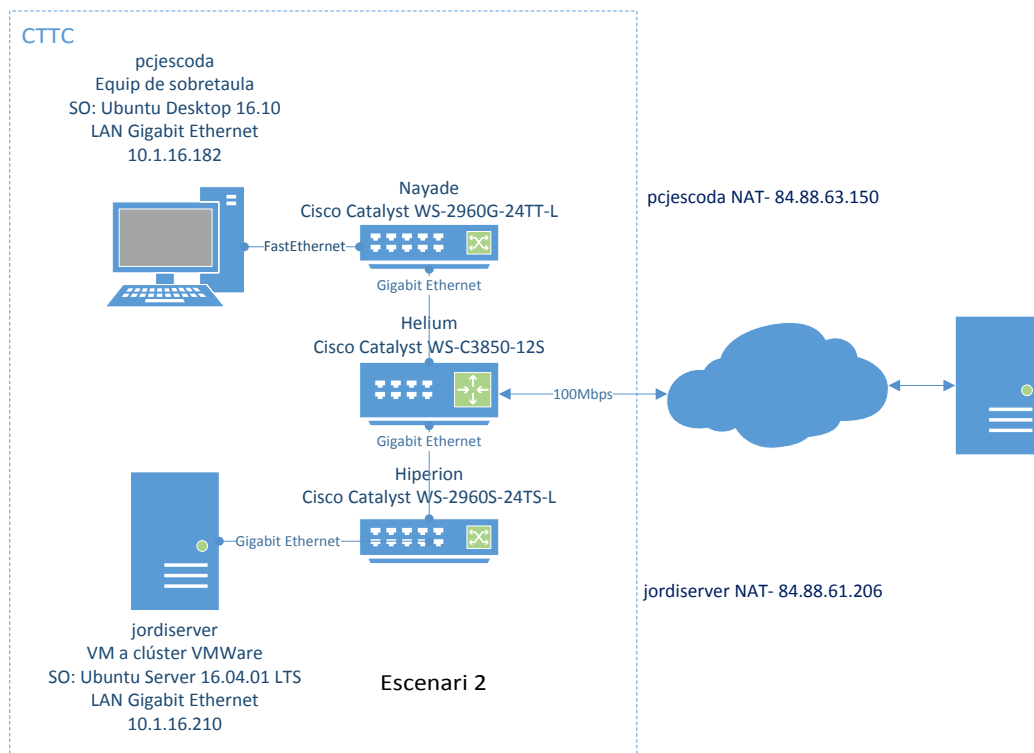 CTTC
pcjescoda
Equip de sobretaula
SO: Ubuntu Desktop 16.10
LAN Gigabit Ethernet
10.1.16.182
Nayade
Cisco Catalyst WS-2960G-24TT-L
pcjescoda NAT- 84.88.63.150
FastEthernet
Gigabit Ethernet
Helium
Cisco Catalyst WS-C3850-12S
100Mbps
Gigabit Ethernet
Hiperion
Cisco Catalyst WS-2960S-24TS-L
Gigabit Ethernet
jordiserver NAT- 84.88.61.206
jordiserver
VM a clúster VMWare
SO: Ubuntu Server 16.04.01 LTS
LAN Gigabit Ethernet
10.1.16.210
Escenari 2